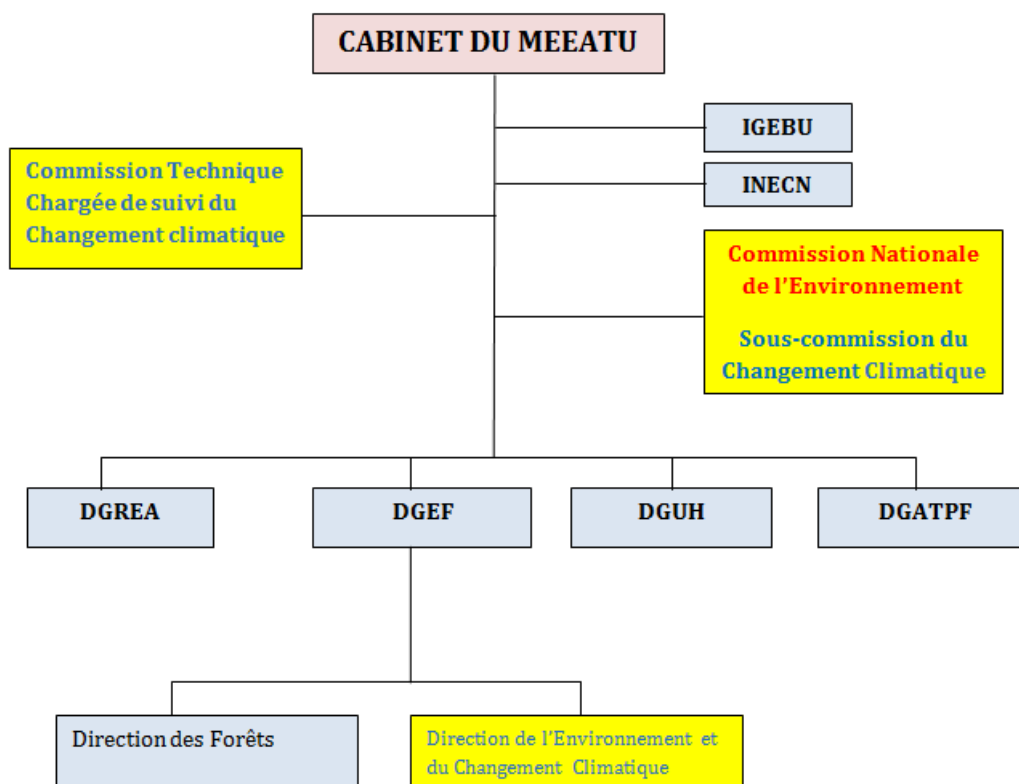 CABINET DU MEEATU
IGEBU
INECN
Commission Technique
Chargée de suivi du
Changement climatique
Commission Nationale
de l'Environnement
Sous-commission du
Changement Climatique
DGREA
DGEF
DGUH
DGATPF
Direction des Forêts
Direction de l'Environnement et
du Changement Climatique